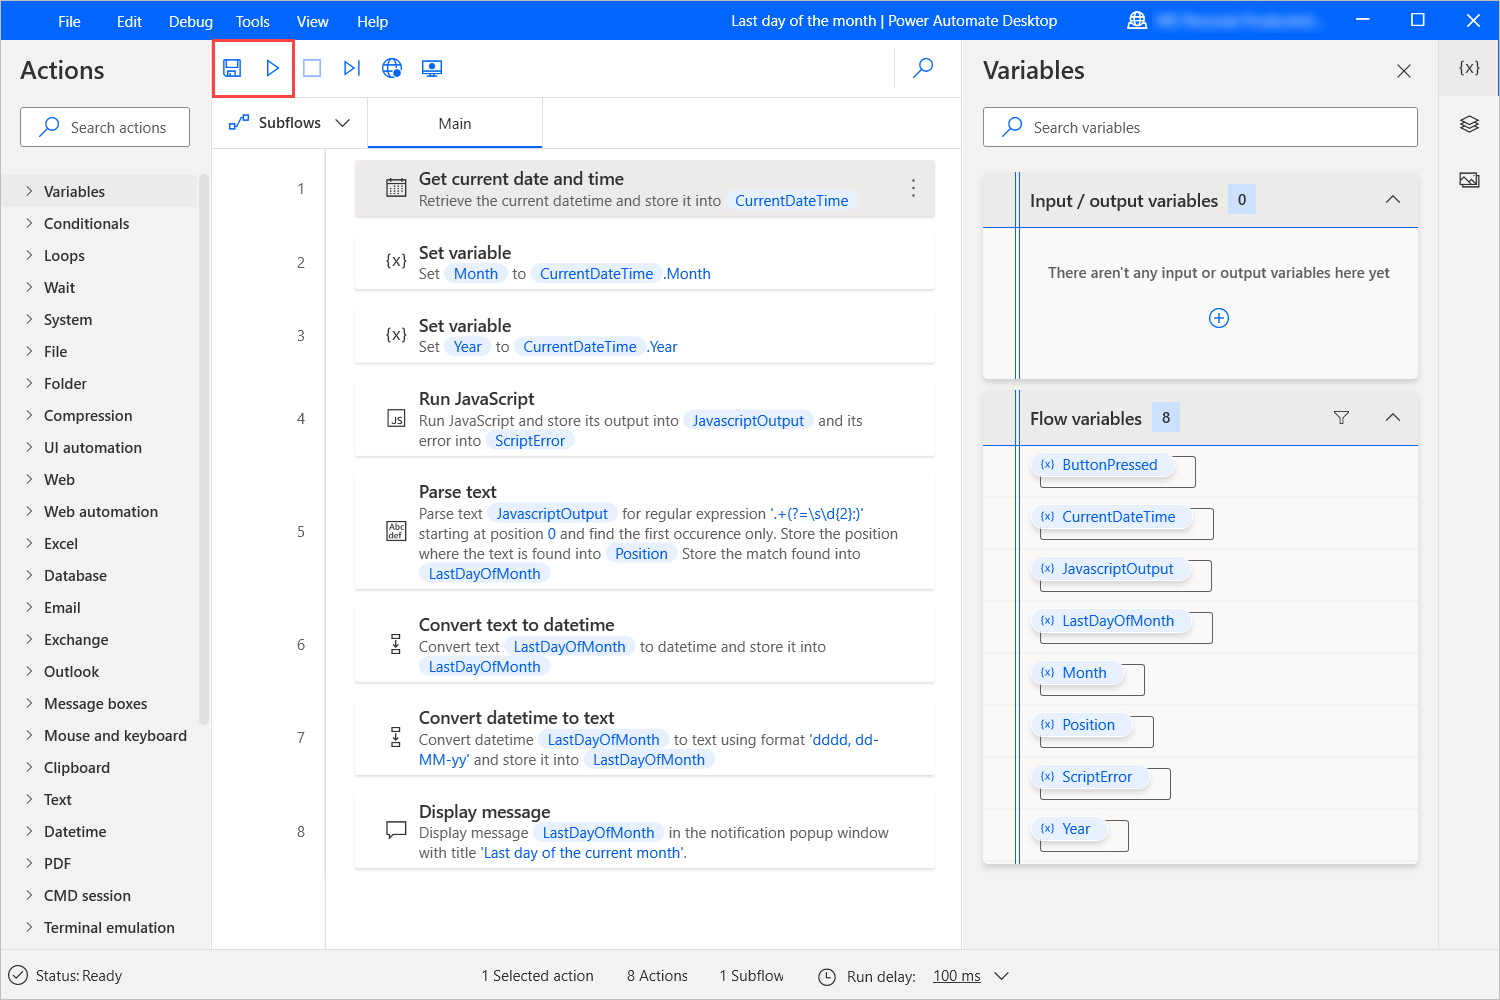 File Edit Debug Tools View Help
Last day of the month | Power Automate Desktop
Actions
Search actions
Variables
Conditionals
Loops
Wait
System
File
Folder
Compression
UI automation
Web
Web automation
Excel
Database
Email
Exchange
Outlook
Message boxes
Mouse and keyboard
Clipboard
Text
Datetime
PDF
CMD session
Terminal emulation
Subflows
Main
1
Get current date and time
Retrieve the current datetime and store it into CurrentDateTime
2
{x}
Set variable
Set Month to CurrentDateTime .Month
3
{x}
Set variable
Set Year to CurrentDateTime .Year
4
JS
Run JavaScript
Run JavaScript and store its output into JavascriptOutput and its
error into ScriptError
5
Abc
def
Parse text
Parse text JavascriptOutput for regular expression '.+(?=\s\d{2}:)'
starting at position 0 and find the first occurence only. Store the position
where the text is found into Position Store the match found into
LastDayOfMonth
6
Convert text to datetime
Convert text LastDayOfMonth to datetime and store it into
LastDayOfMonth
7
Convert datetime to text
Convert datetime LastDayOfMonth to text using format 'dddd, dd-
MM-yy' and store it into LastDayOfMonth
8
Display message
Display message LastDayOfMonth in the notification popup window
with title 'Last day of the current month'.
Variables
{x}
Search variables
Input / output variables 0
There aren't any input or output variables here yet
Flow variables 8
{x} ButtonPressed
{x} CurrentDateTime
{x} JavascriptOutput
{x} LastDayOfMonth
{x} Month
{x} Position
{x} ScriptError
{x} Year
Status: Ready
1 Selected action 8 Actions 1 Subflow Run delay: 100 ms